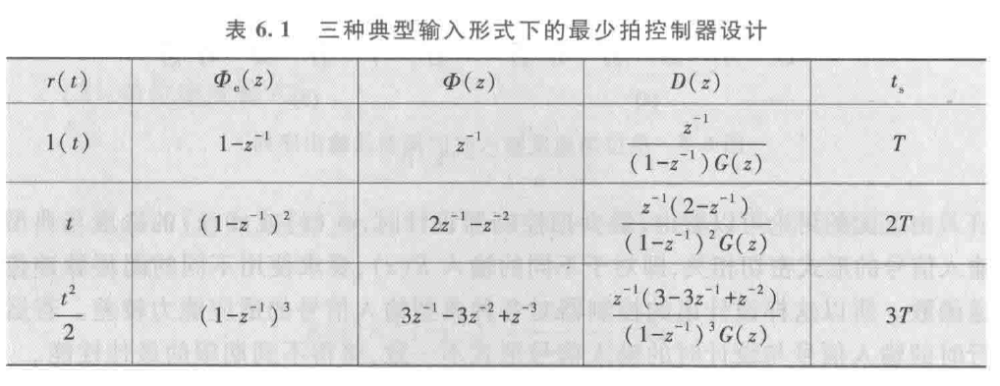 表 6.1 三种典型输入形式下的最少拍控制器设计
r(t) Φ_e(z) Φ(z) D(z) t_s
1(t) 1-z^{-1} z^{-1} \frac{z^{-1}}{(1-z^{-1})G(z)} T
t (1-z^{-1})^2 2z^{-1}-z^{-2} \frac{z^{-1}(2-z^{-1})}{(1-z^{-1})^2G(z)} 2T
\frac{t^2}{2} (1-z^{-1})^3 3z^{-1}-3z^{-2}+z^{-3} \frac{z^{-1}(3-3z^{-1}+z^{-2})}{(1-z^{-1})^3G(z)} 3T